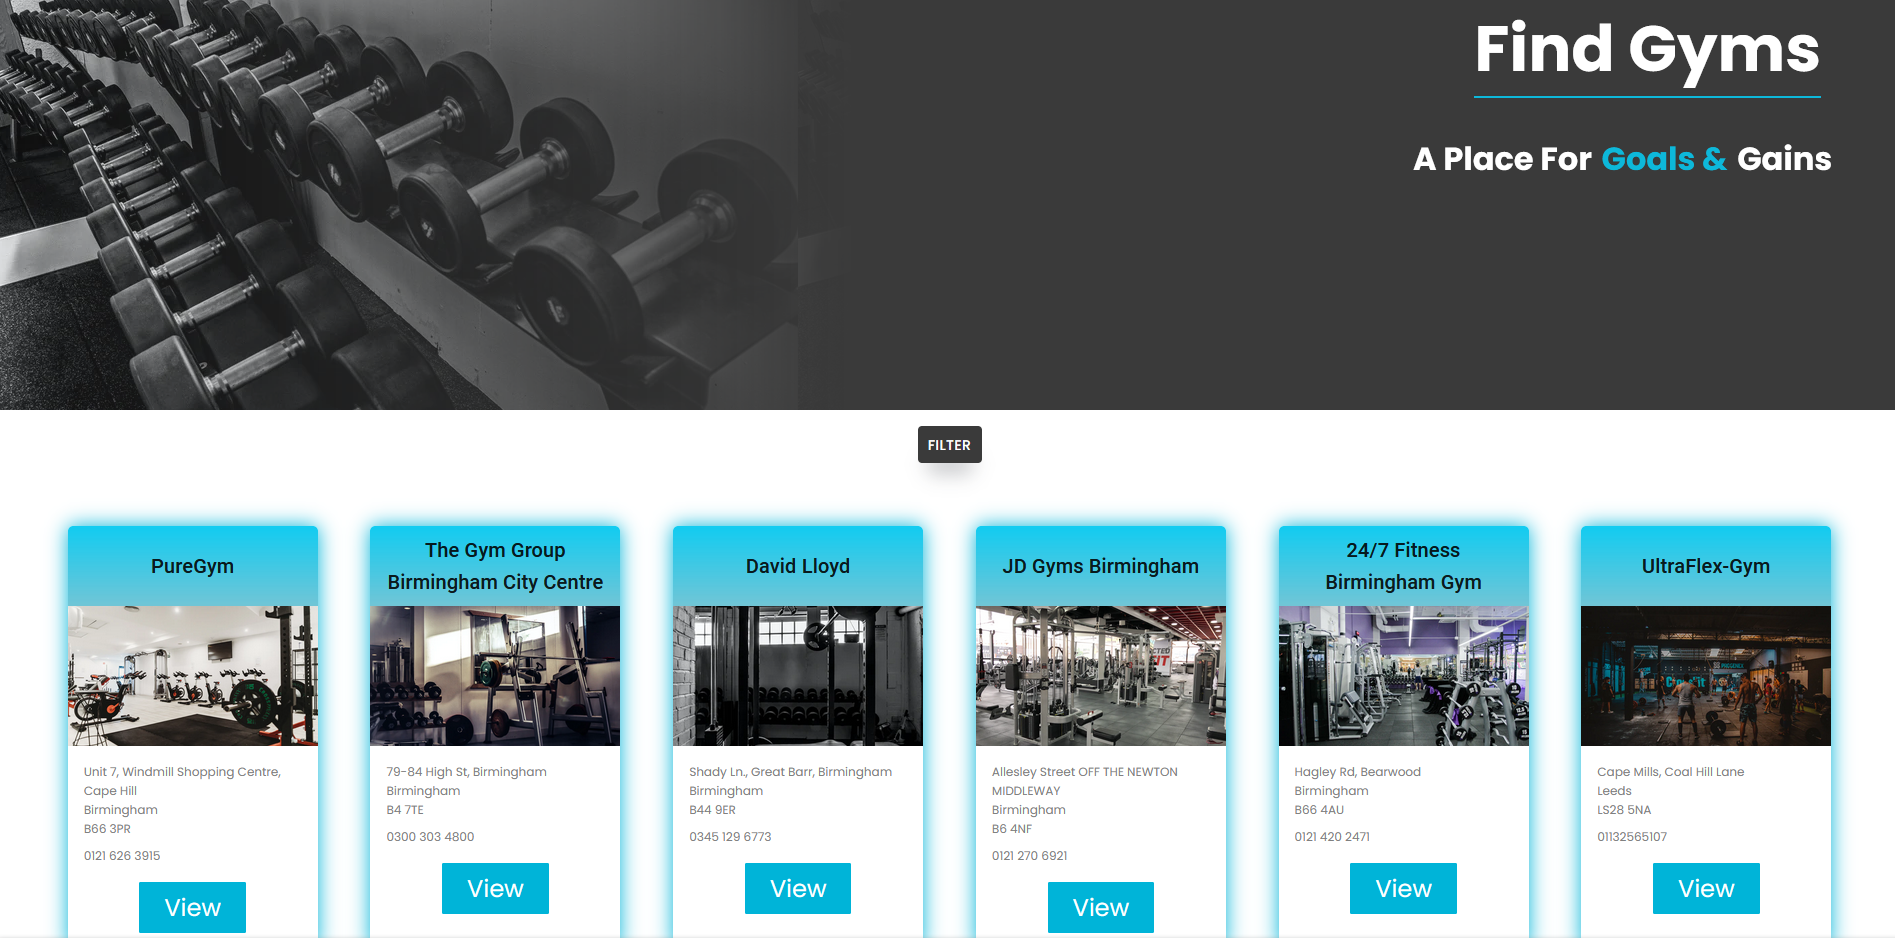 Find Gyms
A Place For Goals & Gains
FILTER
PureGym
Unit 7, Windmill Shopping Centre,
Cape Hill
Birmingham
B66 3PR
0121 626 3915
View
The Gym Group
Birmingham City Centre
79-84 High St, Birmingham
Birmingham
B4 7TE
0300 303 4800
View
David Lloyd
Shady Ln., Great Barr, Birmingham
Birmingham
B44 9ER
0345 129 6773
View
JD Gyms Birmingham
Allesley Street OFF THE NEWTON
MIDDLEWAY
Birmingham
B6 4NF
0121 270 6921
View
24/7 Fitness
Birmingham Gym
Hagley Rd, Bearwood
Birmingham
B66 4AU
0121 420 2471
View
UltraFlex-Gym
Cape Mills, Coal Hill Lane
Leeds
LS28 5NA
01132565107
View